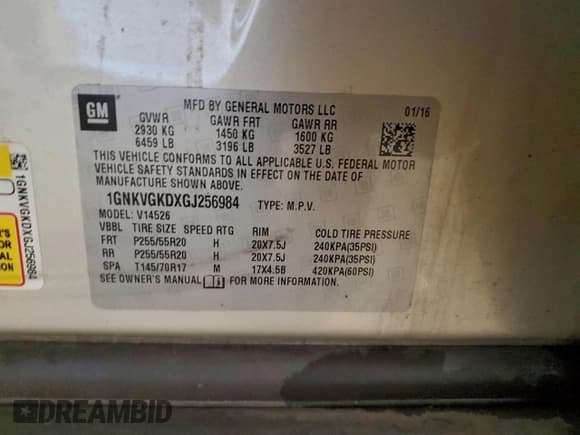 GM
MFD BY GENERAL MOTORS LLC
01/16
GVWR GAWR FRT GAWR RR
2930 KG 1450 KG 1600 KG
6459 LB 3196 LB 3527 LB
THIS VEHICLE CONFORMS TO ALL APPLICABLE U.S. FEDERAL MOTOR
VEHICLE SAFETY STANDARDS IN EFFECT ON THE DATE OF
MANUFACTURE SHOWN ABOVE.
1GNKVGKDXGJ256984 TYPE: M.P.V.
MODEL: V14526
VBBL TIRE SIZE SPEED RTG RIM COLD TIRE PRESSURE
FRT P255/55R20 H 20X7.5J 240KPA(35PSI)
RR P255/55R20 H 20X7.5J 240KPA(35PSI)
SPA T145/70R17 M 17X4.5B 420KPA(60PSI)
SEE OWNER'S MANUAL FOR MORE INFORMATION.
1GNKVGKDXGJ256984
DREAMBID